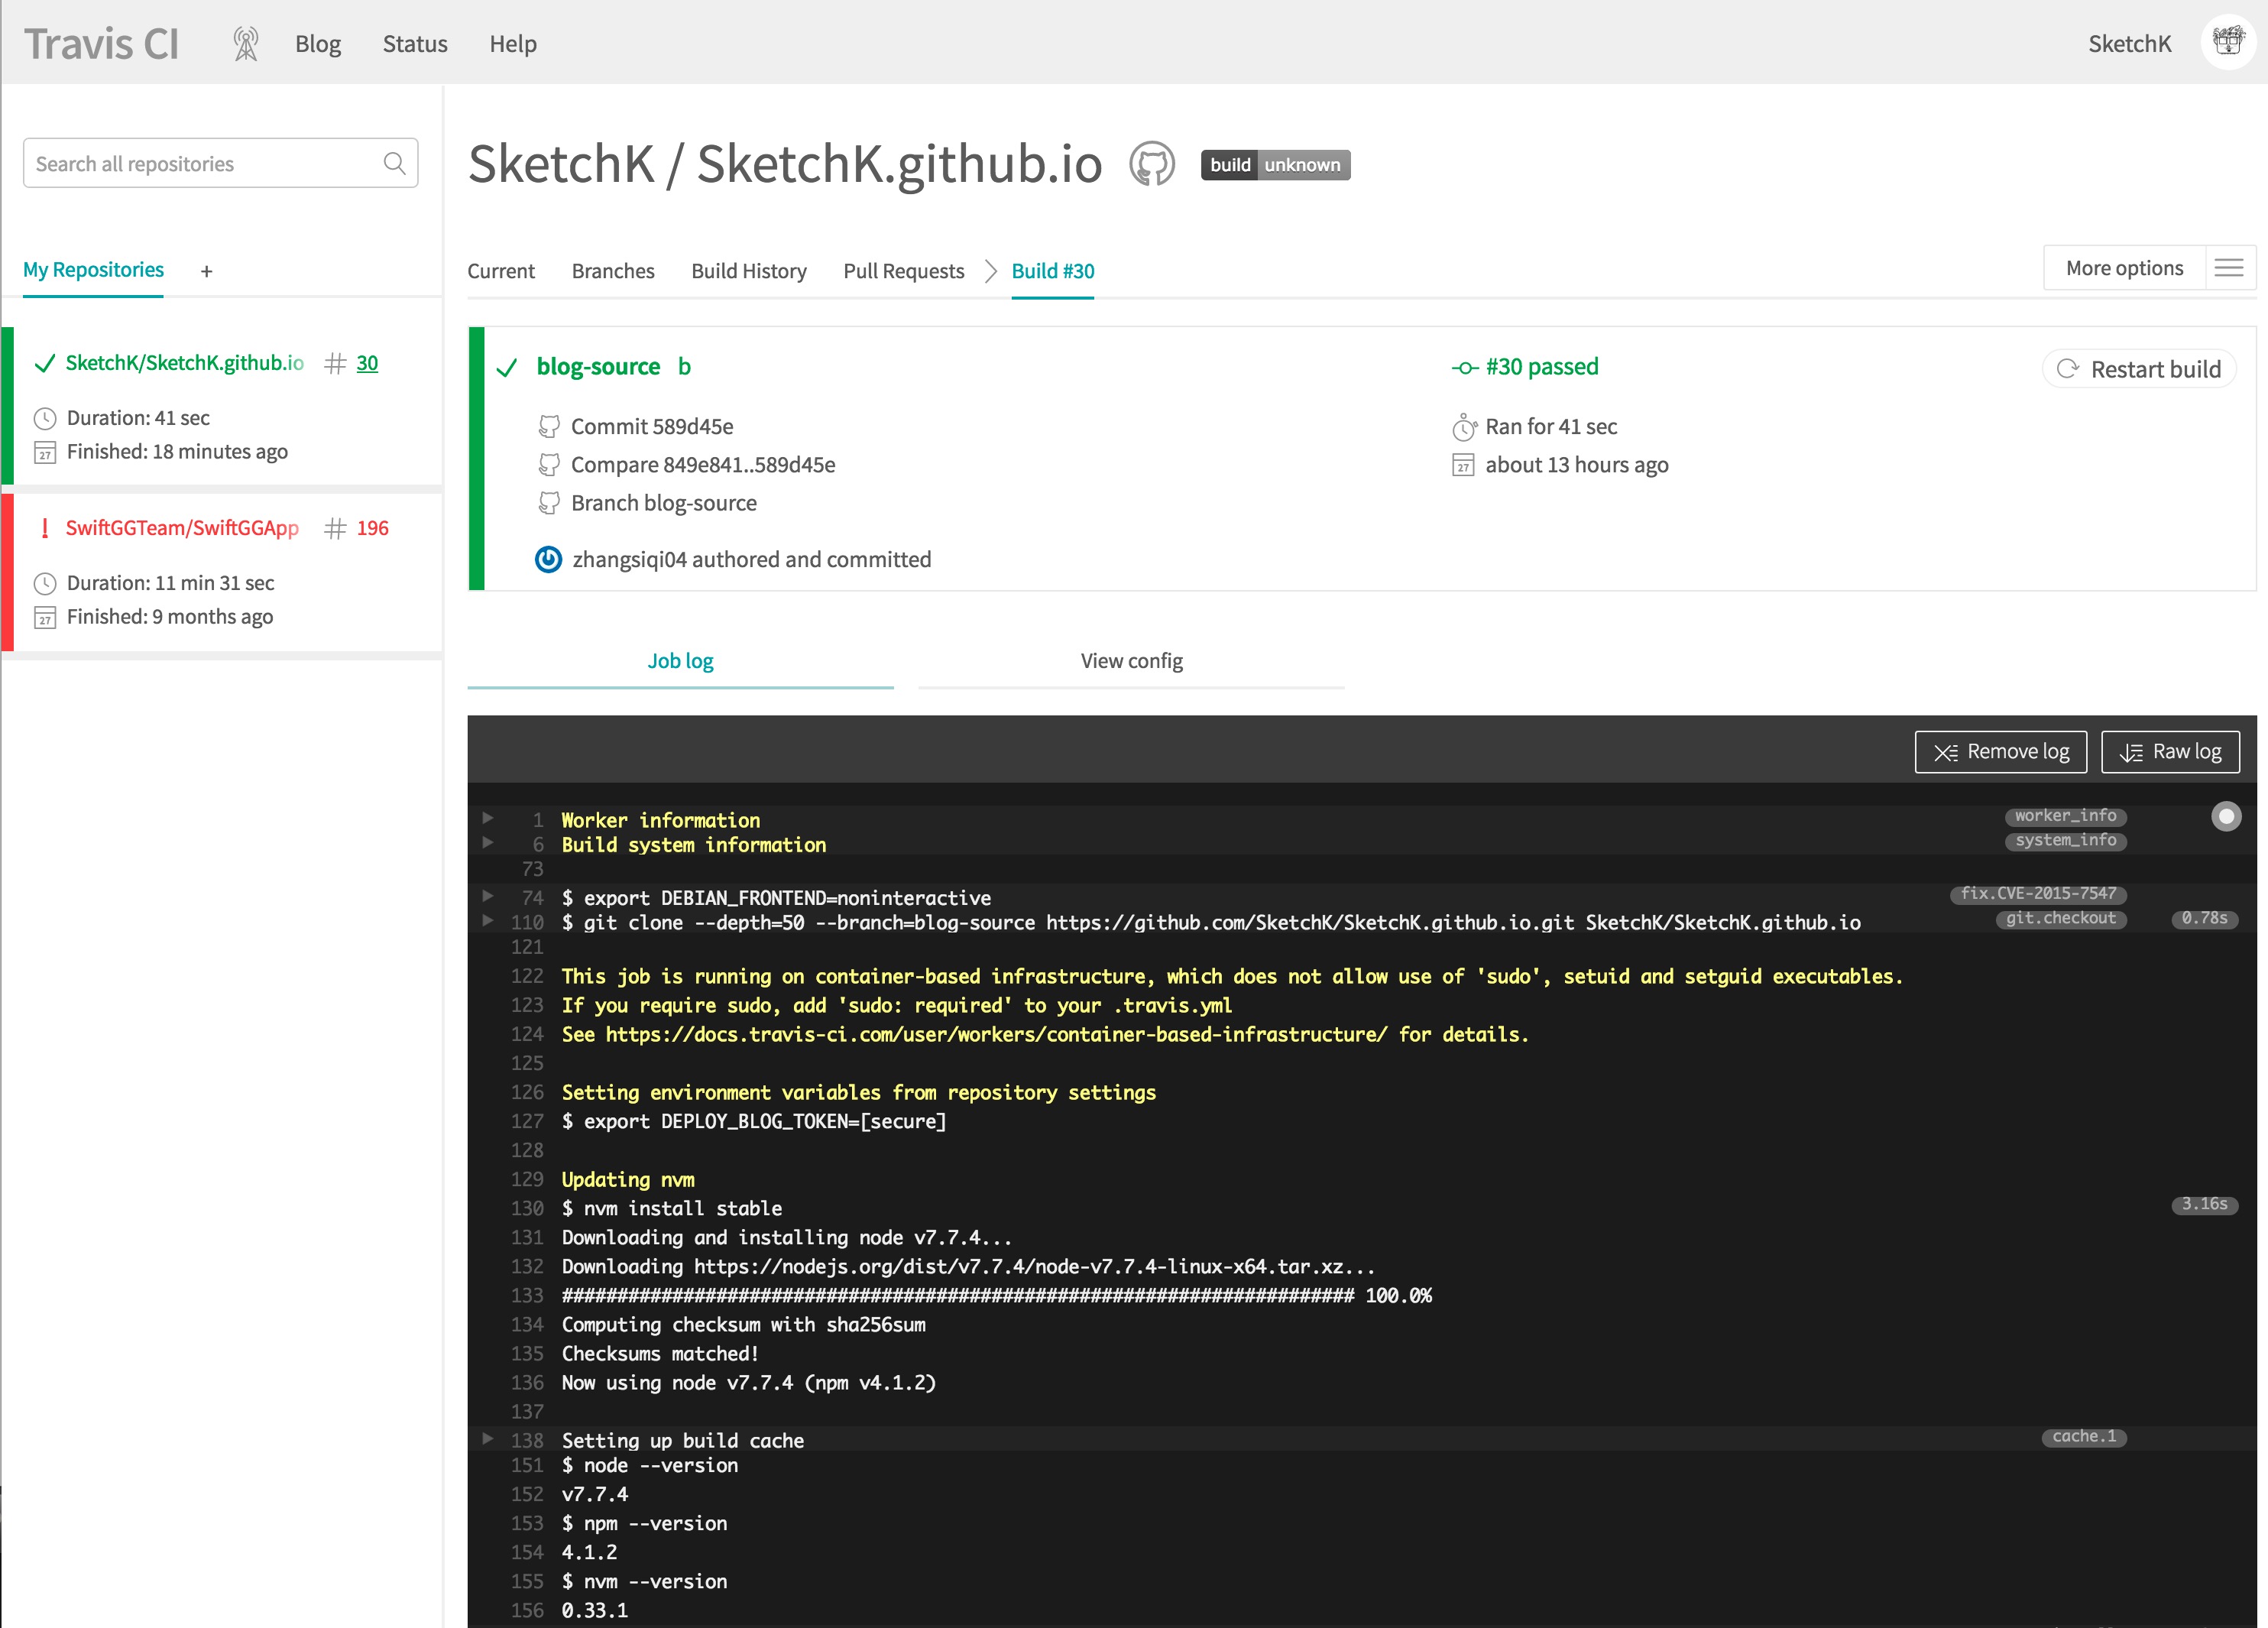 Travis CI Blog Status Help SketchK
Search all repositories
My Repositories +
SketchK/SketchK.github.io # 30
Duration: 41 sec
27 Finished: 18 minutes ago
! SwiftGGTeam/SwiftGGApp # 196
Duration: 11 min 31 sec
27 Finished: 9 months ago
SketchK / SketchK.github.io build unknown
Current Branches Build History Pull Requests Build #30 More options
blog-source b #30 passed Restart build
Commit 589d45e Ran for 41 sec
Compare 849e841..589d45e 27 about 13 hours ago
Branch blog-source
zhangsiqi04 authored and committed
Job log View config
Remove log Raw log
1 Worker information worker_info
6 Build system information system_info
73
74 $ export DEBIAN_FRONTEND=noninteractive fix.CVE-2015-7547
110 $ git clone --depth=50 --branch=blog-source https://github.com/SketchK/SketchK.github.io.git SketchK/SketchK.github.io git.checkout 0.78s
121
122 This job is running on container-based infrastructure, which does not allow use of 'sudo', setuid and setguid executables.
123 If you require sudo, add 'sudo: required' to your .travis.yml
124 See https://docs.travis-ci.com/user/workers/container-based-infrastructure/ for details.
125
126 Setting environment variables from repository settings
127 $ export DEPLOY_BLOG_TOKEN=[secure]
128
129 Updating nvm
130 $ nvm install stable 3.16s
131 Downloading and installing node v7.7.4...
132 Downloading https://nodejs.org/dist/v7.7.4/node-v7.7.4-linux-x64.tar.xz...
133 ######################################################################## 100.0%
134 Computing checksum with sha256sum
135 Checksums matched!
136 Now using node v7.7.4 (npm v4.1.2)
137
138 Setting up build cache cache.1
151 $ node --version
152 v7.7.4
153 $ npm --version
154 4.1.2
155 $ nvm --version
156 0.33.1